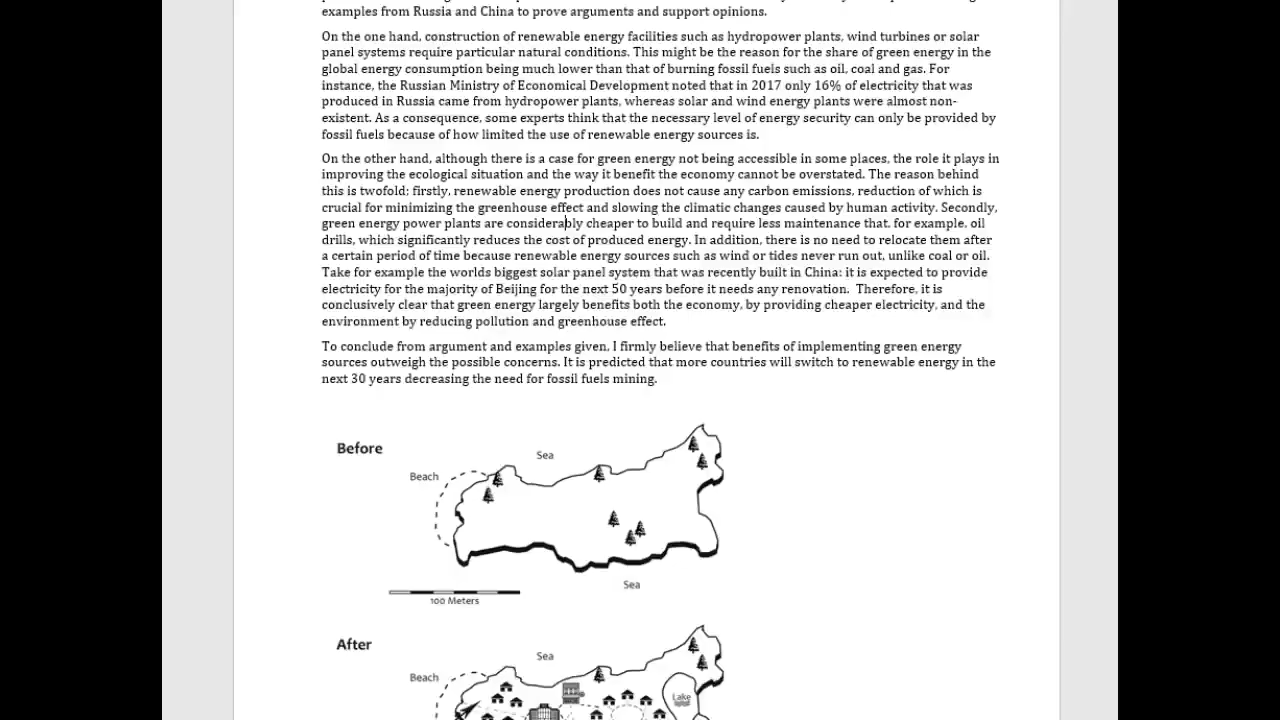 examples from Russia and China to prove arguments and support opinions.
On the one hand, construction of renewable energy facilities such as hydropower plants, wind turbines or solar
panel systems require particular natural conditions. This might be the reason for the share of green energy in the
global energy consumption being much lower than that of burning fossil fuels such as oil, coal and gas. For
instance, the Russian Ministry of Economical Development noted that in 2017 only 16% of electricity that was
produced in Russia came from hydropower plants, whereas solar and wind energy plants were almost non-
existent. As a consequence, some experts think that the necessary level of energy security can only be provided by
fossil fuels because of how limited the use of renewable energy sources is.
On the other hand, although there is a case for green energy not being accessible in some places, the role it plays in
improving the ecological situation and the way it benefit the economy cannot be overstated. The reason behind
this is twofold; firstly, renewable energy production does not cause any carbon emissions, reduction of which is
crucial for minimizing the greenhouse effect and slowing the climatic changes caused by human activity. Secondly,
green energy power plants are considerably cheaper to build and require less maintenance that, for example, oil
drills, which significantly reduces the cost of produced energy. In addition, there is no need to relocate them after
a certain period of time because renewable energy sources such as wind or tides never run out, unlike coal or oil.
Take for example the worlds biggest solar panel system that was recently built in China: it is expected to provide
electricity for the majority of Beijing for the next 50 years before it needs any renovation.  Therefore, it is
conclusively clear that green energy largely benefits both the economy, by providing cheaper electricity, and the
environment by reducing pollution and greenhouse effect.
To conclude from argument and examples given, I firmly believe that benefits of implementing green energy
sources outweigh the possible concerns. It is predicted that more countries will switch to renewable energy in the
next 30 years decreasing the need for fossil fuels mining.
Before
Sea
Beach
Sea
100 Meters
After
Sea
Beach
Lake